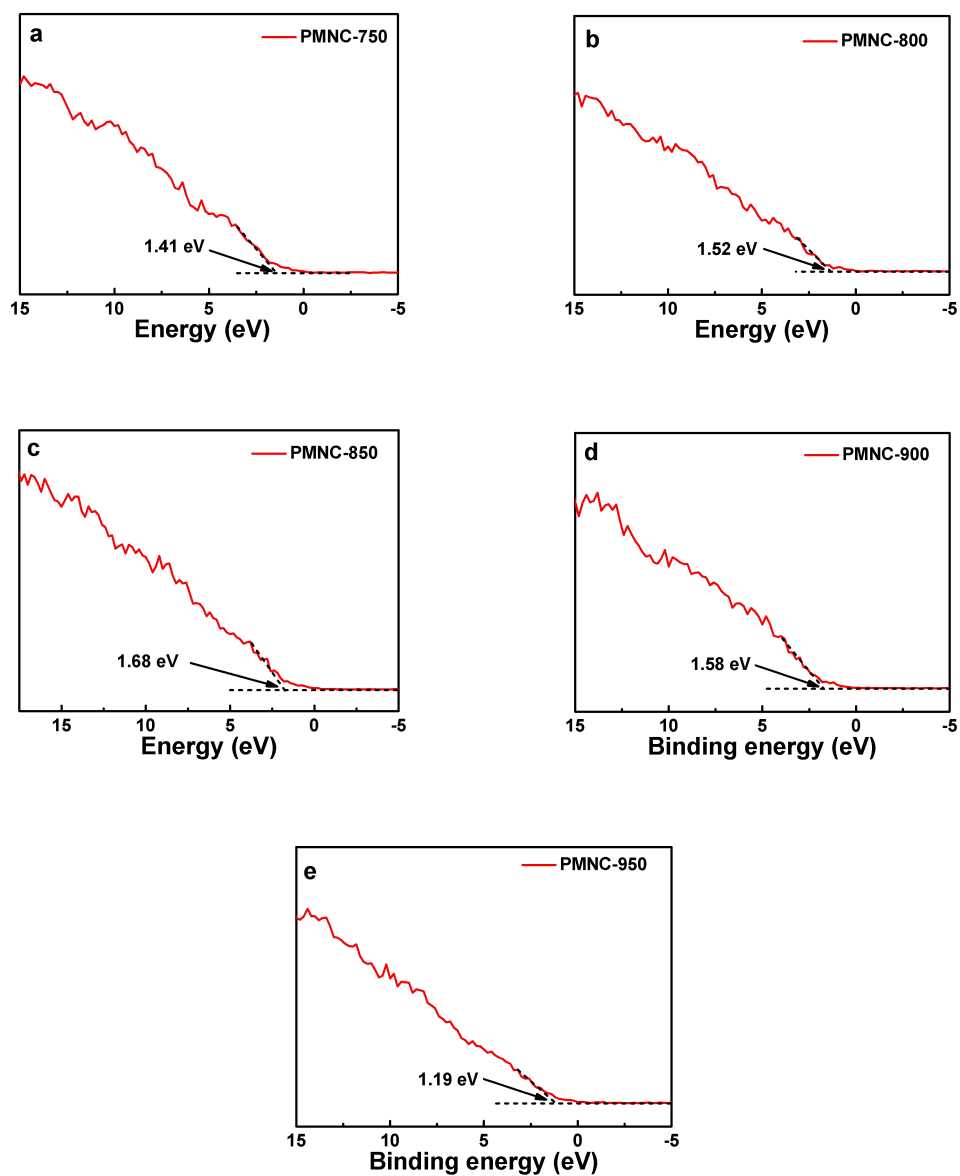 a
PMNC-750
1.41 eV
15 10 5 0 -5
Energy (eV)
b
PMNC-800
1.52 eV
15 10 5 0 -5
Energy (eV)
c
PMNC-850
1.68 eV
15 10 5 0 -5
Energy (eV)
d
PMNC-900
1.58 eV
15 10 5 0 -5
Binding energy (eV)
e
PMNC-950
1.19 eV
15 10 5 0 -5
Binding energy (eV)